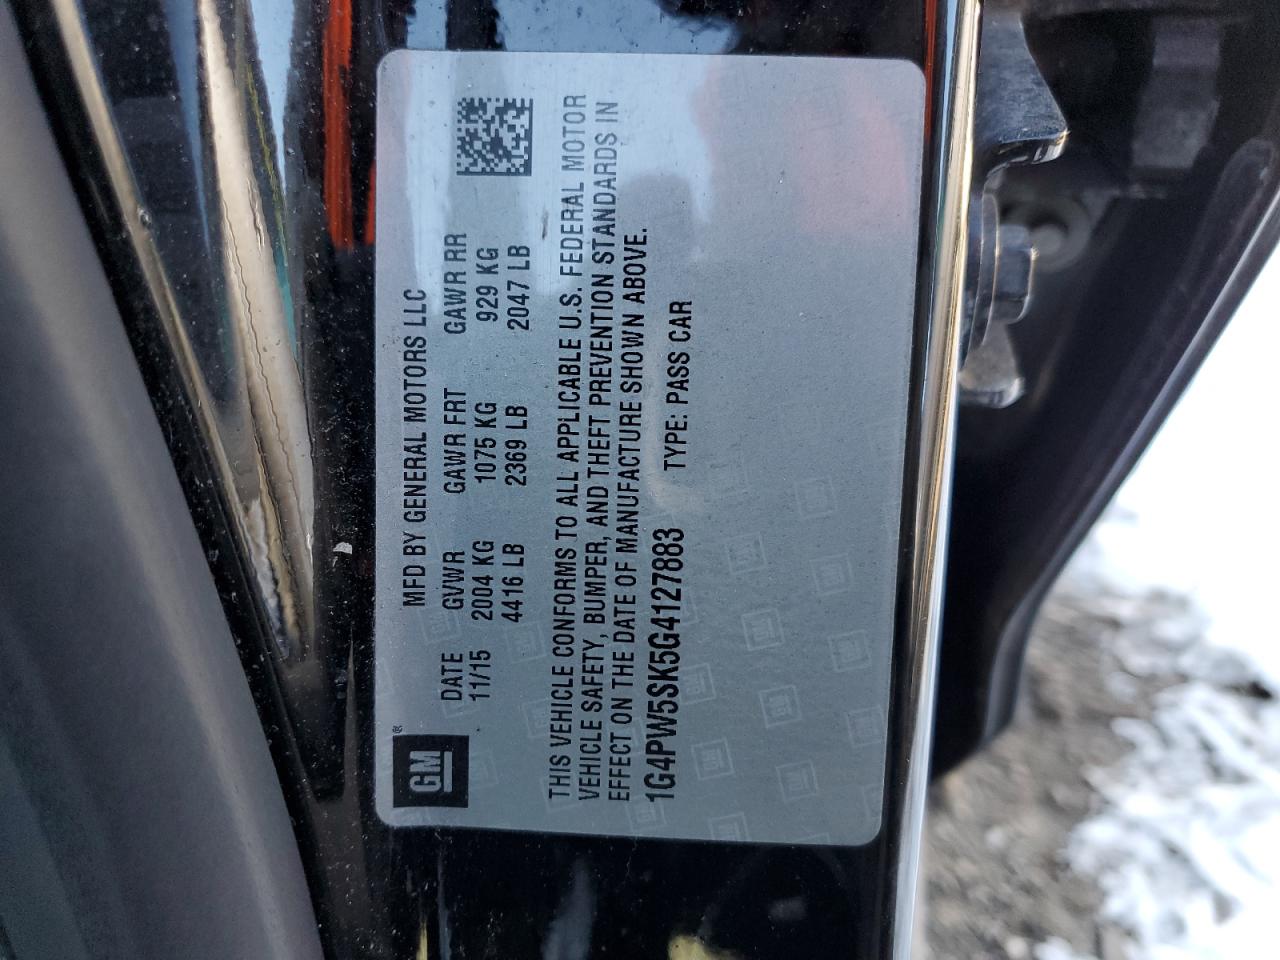 GM®
MFD BY GENERAL MOTORS LLC
DATE GVWR GAWR FRT GAWR RR
11/15 2004 KG 1075 KG 929 KG
4416 LB 2369 LB 2047 LB
THIS VEHICLE CONFORMS TO ALL APPLICABLE U.S. FEDERAL MOTOR
VEHICLE SAFETY, BUMPER, AND THEFT PREVENTION STANDARDS IN
EFFECT ON THE DATE OF MANUFACTURE SHOWN ABOVE.
1G4PW5SK5G4127883 TYPE: PASS CAR